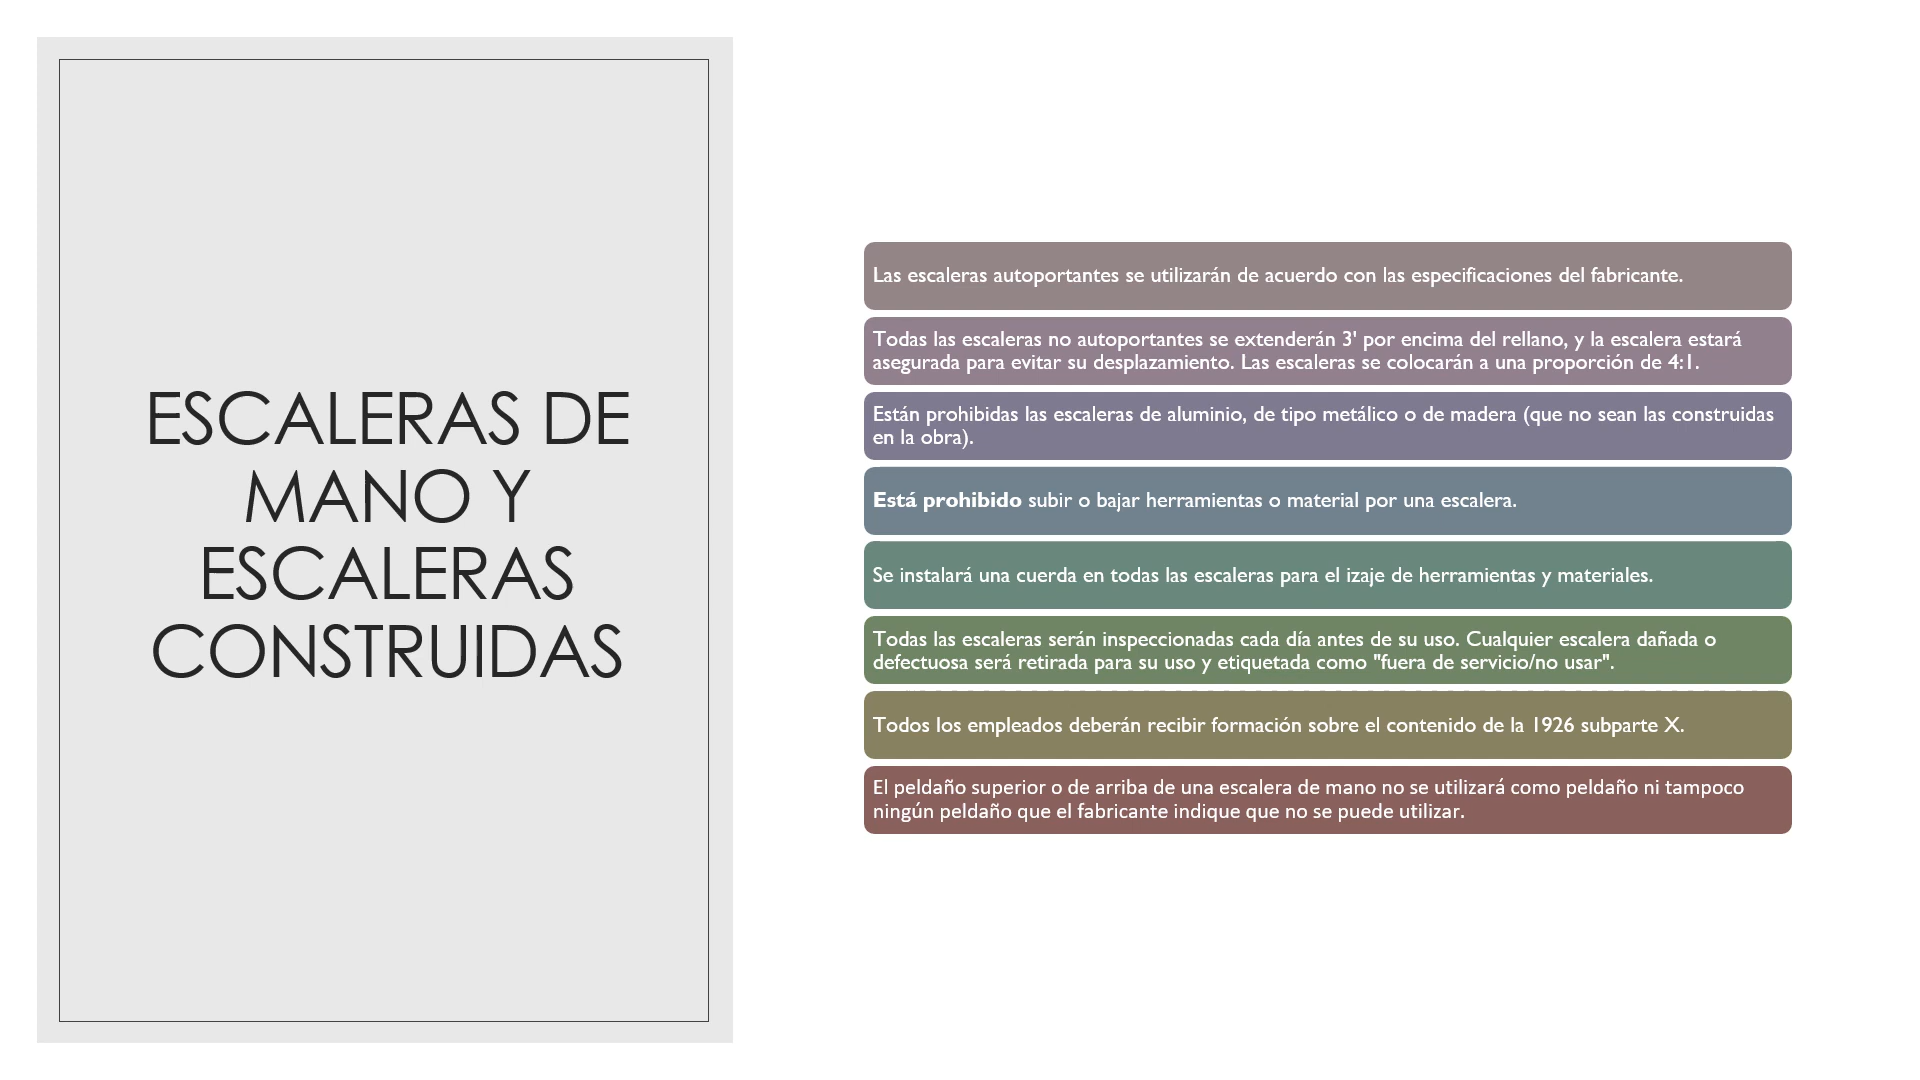 ESCALERAS DE
MANO Y
ESCALERAS
CONSTRUIDAS
Las escaleras autoportantes se utilizarán de acuerdo con las especificaciones del fabricante.
Todas las escaleras no autoportantes se extenderán 3' por encima del rellano, y la escalera estará
asegurada para evitar su desplazamiento. Las escaleras se colocarán a una proporción de 4:1.
Están prohibidas las escaleras de aluminio, de tipo metálico o de madera (que no sean las construidas
en la obra).
Está prohibido subir o bajar herramientas o material por una escalera.
Se instalará una cuerda en todas las escaleras para el izaje de herramientas y materiales.
Todas las escaleras serán inspeccionadas cada día antes de su uso. Cualquier escalera dañada o
defectuosa será retirada para su uso y etiquetada como "fuera de servicio/no usar".
Todos los empleados deberán recibir formación sobre el contenido de la 1926 subparte X.
El peldaño superior o de arriba de una escalera de mano no se utilizará como peldaño ni tampoco
ningún peldaño que el fabricante indique que no se puede utilizar.